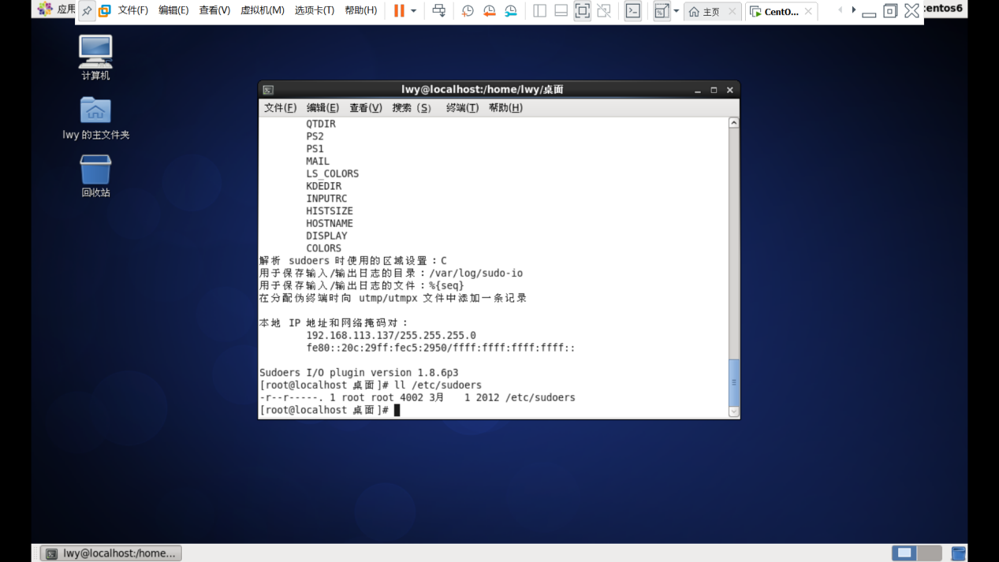 应用
文件(F) 编辑(E) 查看(V) 虚拟机(M) 选项卡(T) 帮助(H) 主页 CentO... entos6
计算机
lwy 的主文件夹
回收站
lwy@localhost:/home/lwy/桌面
文件(F) 编辑(E) 查看(V) 搜索 (S) 终端(T) 帮助(H)
QTDIR
PS2
PS1
MAIL
LS_COLORS
KDEDIR
INPUTRC
HISTSIZE
HOSTNAME
DISPLAY
COLORS
解析 sudoers 时使用的区域设置：C
用于保存输入/输出日志的目录：/var/log/sudo-io
用于保存输入/输出日志的文件：%{seq}
在分配伪终端时向 utmp/utmpx 文件中添加一条记录
本地 IP 地址和网络掩码对：
192.168.113.137/255.255.255.0
fe80::20c:29ff:fec5:2950/ffff:ffff:ffff:ffff::
Sudoers I/O plugin version 1.8.6p3
[root@localhost 桌面]# ll /etc/sudoers
-r--r-----. 1 root root 4002 3月   1 2012 /etc/sudoers
[root@localhost 桌面]#
lwy@localhost:/home...